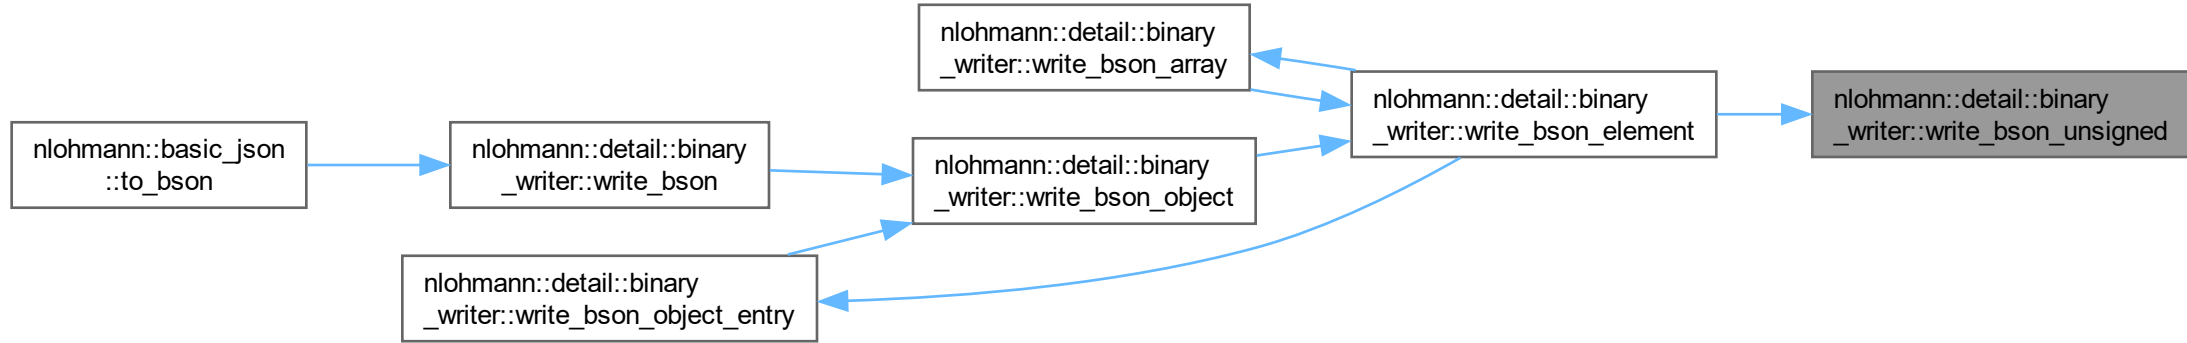 nlohmann::basic_json
::to_bson
nlohmann::detail::binary
_writer::write_bson
nlohmann::detail::binary
_writer::write_bson_object_entry
nlohmann::detail::binary
_writer::write_bson_array
nlohmann::detail::binary
_writer::write_bson_object
nlohmann::detail::binary
_writer::write_bson_element
nlohmann::detail::binary
_writer::write_bson_unsigned